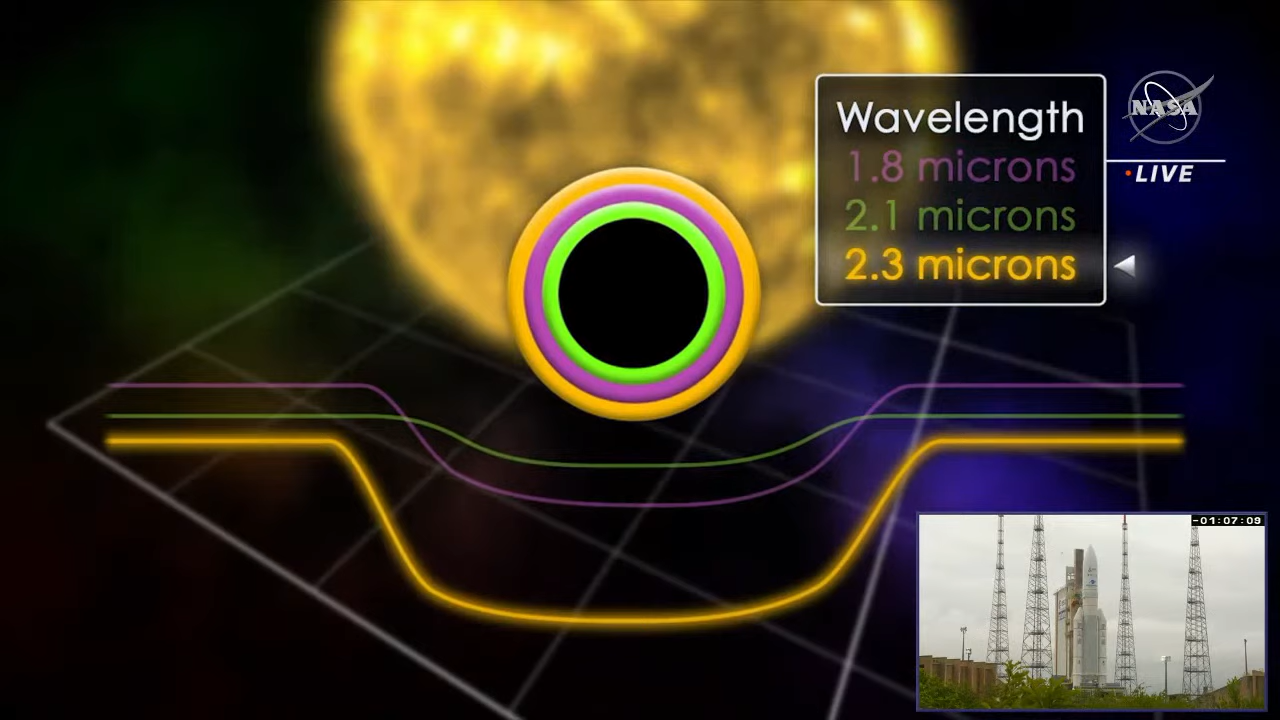 Wavelength
1.8 microns
2.1 microns
2.3 microns
NASA
LIVE
-01:07:09